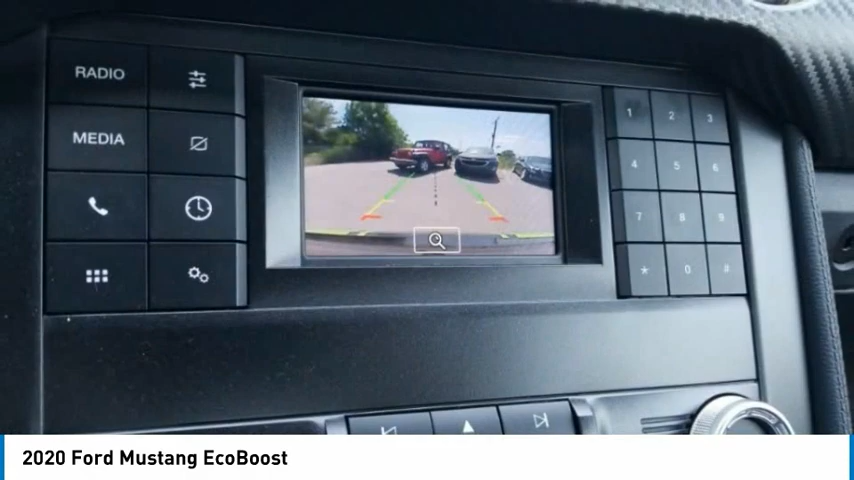 RADIO
MEDIA
1 2 3
4 5 6
7 8 9
* 0 #
2020 Ford Mustang EcoBoost